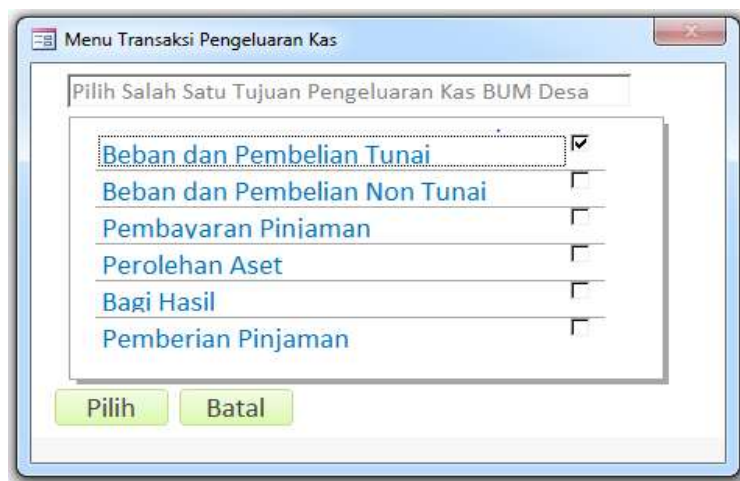 Menu Transaksi Pengeluaran Kas
Pilih Salah Satu Tujuan Pengeluaran Kas BUM Desa
Beban dan Pembelian Tunai
Beban dan Pembelian Non Tunai
Pembayaran Pinjaman
Perolehan Aset
Bagi Hasil
Pemberian Pinjaman
Pilih
Batal